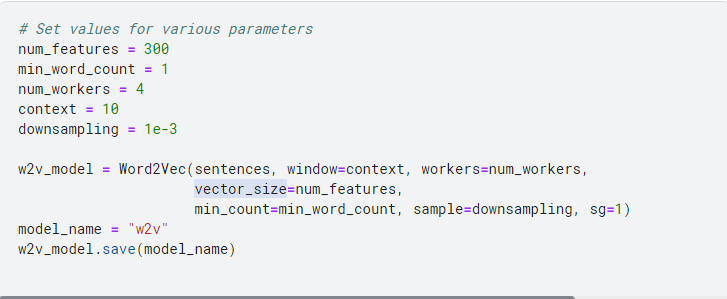 # Set values for various parameters
num_features = 300
min_word_count = 1
num_workers = 4
context = 10
downsampling = 1e-3
w2v_model = Word2Vec(sentences, window=context, workers=num_workers,
vector_size=num_features,
min_count=min_word_count, sample=downsampling, sg=1)
model_name = "w2v"
w2v_model.save(model_name)